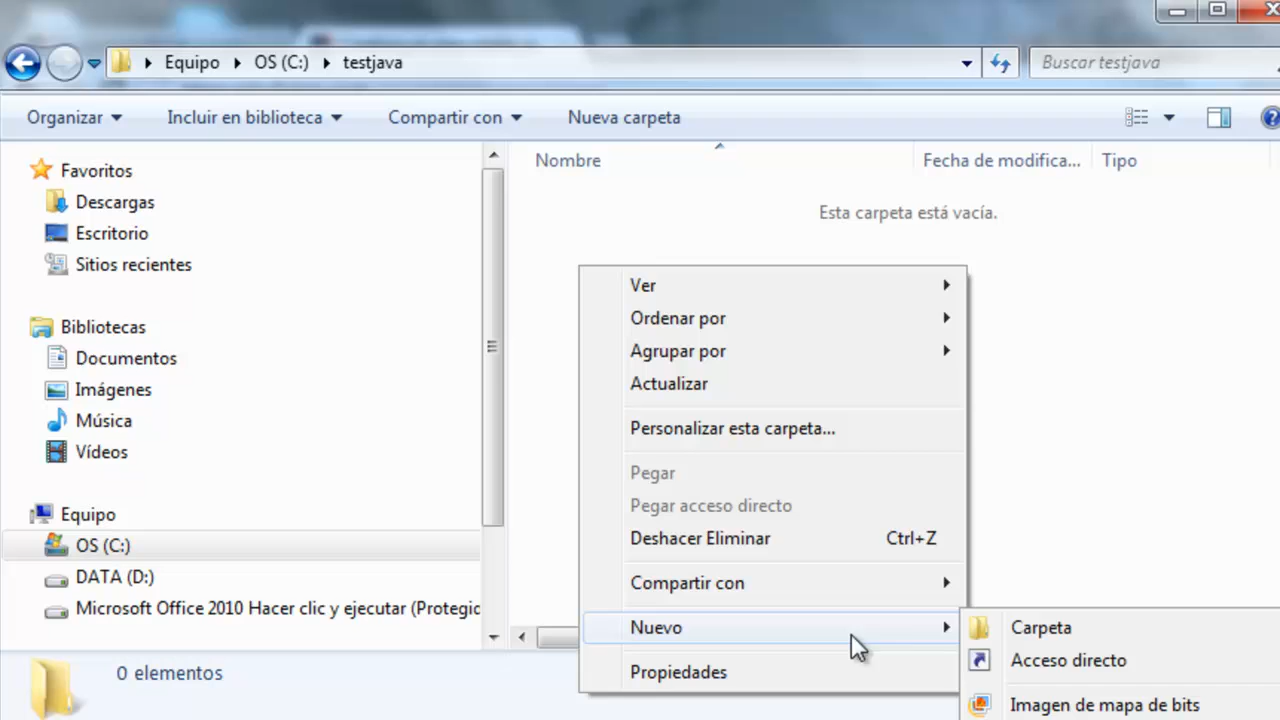 Equipo OS (C:) testjava
Buscar testjava
Organizar Incluir en biblioteca Compartir con Nueva carpeta
Nombre Fecha de modifica... Tipo
Esta carpeta está vacía.
Favoritos
Descargas
Escritorio
Sitios recientes
Bibliotecas
Documentos
Imágenes
Música
Vídeos
Equipo
OS (C:)
DATA (D:)
Microsoft Office 2010 Hacer clic y ejecutar (Protegic
0 elementos
Ver
Ordenar por
Agrupar por
Actualizar
Personalizar esta carpeta...
Pegar
Pegar acceso directo
Deshacer Eliminar Ctrl+Z
Compartir con
Nuevo
Propiedades
Carpeta
Acceso directo
Imagen de mapa de bits